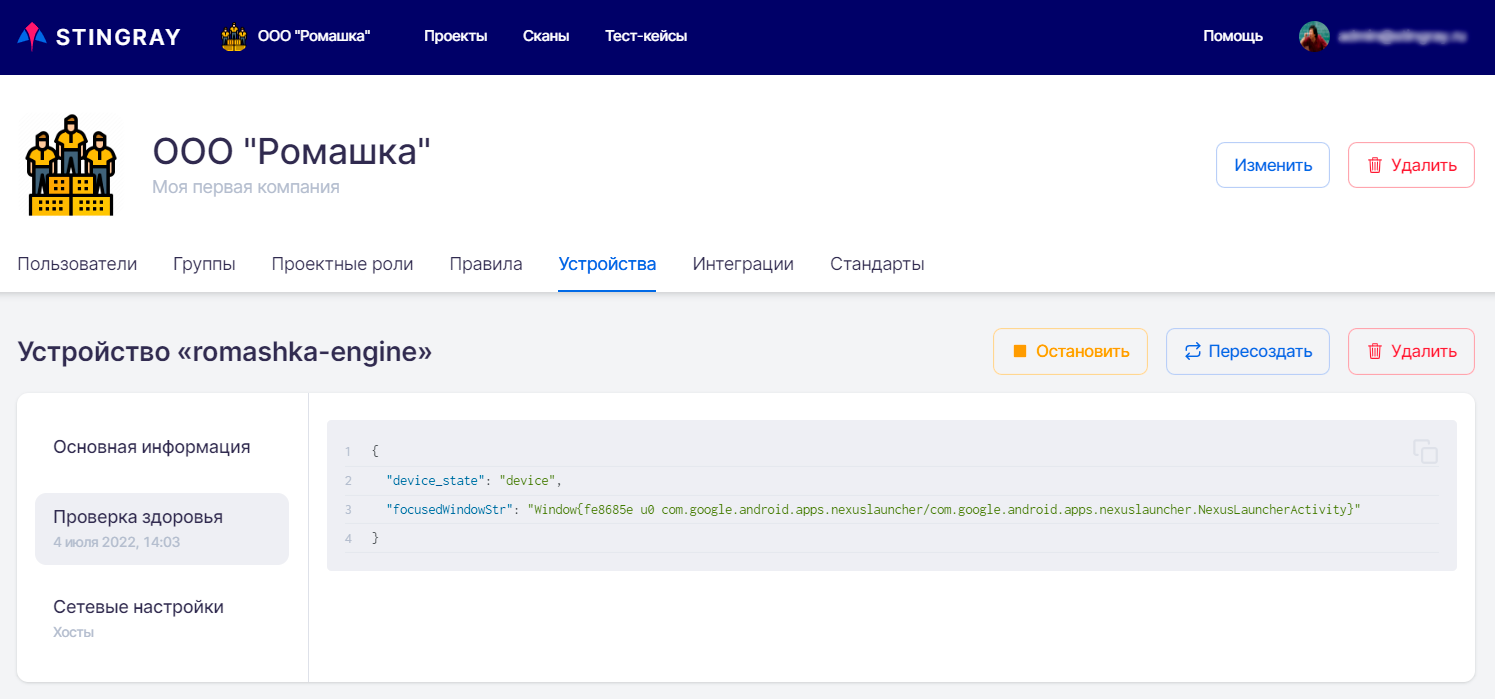 STINGRAY ООО "Ромашка" Проекты Сканы Тест-кейсы Помощь
ООО "Ромашка"
Моя первая компания
Изменить Удалить
Пользователи Группы Проектные роли Правила Устройства Интеграции Стандарты
Устройство «romashka-engine» Остановить Пересоздать Удалить
Основная информация
Проверка здоровья
4 июля 2022, 14:03
Сетевые настройки
Хосты
1 {
2 "device_state": "device",
3 "focusedWindowStr": "Window{fe8685e u0 com.google.android.apps.nexuslauncher/com.google.android.apps.nexuslauncher.NexusLauncherActivity}"
4 }